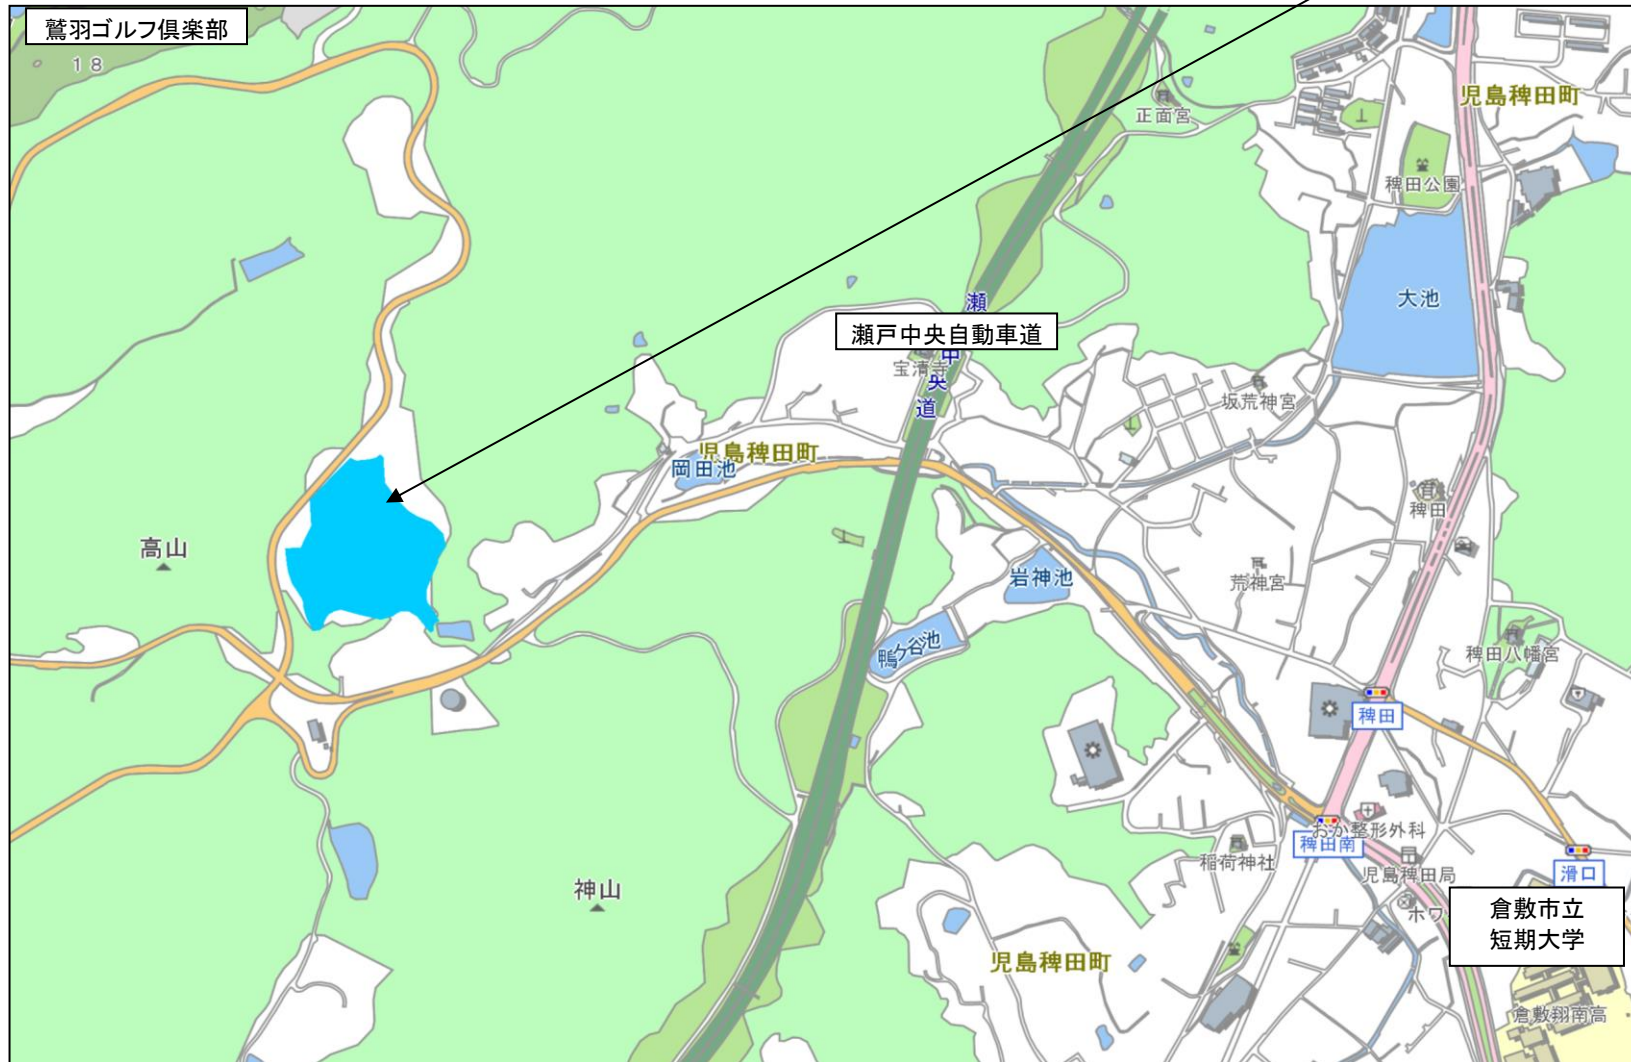 鷲羽ゴルフ倶楽部
18
正面宮
児島稗田町
稗田公園
大池
瀬
瀬戸中央自動車道
中
宝清寺
央
道
坂荒神宮
児島稗田町
岡田池
稗田
高山
岩神池
荒神宮
鴨ケ谷池
稗田八幡宮
稗田
おか整形外科
稗田南
稲荷神社
児島稗田局
滑口
神山
ホワ
倉敷市立
短期大学
児島稗田町
倉敷翔南高